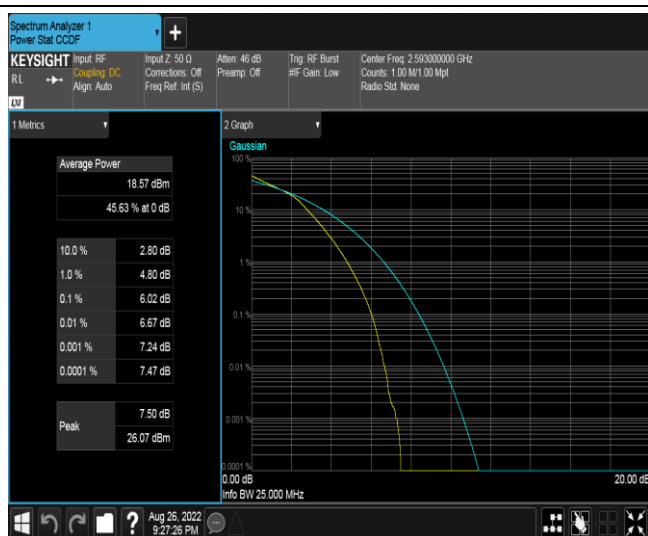 Spectrum Analyzer 1
Power Stat CCDF
+
KEYSIGHT
RL
LXI
Input: RF
Coupling: DC
Align: Auto
Input Z: 50 Ω
Corrections: Off
Freq Ref: Int (S)
Atten: 46 dB
Preamp: Off
Trig: RF Burst
#IF Gain: Low
Center Freq: 2.593000000 GHz
Counts: 1.00 M/1.00 Mpt
Radio Std: None
1 Metrics
Average Power
18.57 dBm
45.63 % at 0 dB
10.0 % 2.80 dB
1.0 % 4.80 dB
0.1 % 6.02 dB
0.01 % 6.67 dB
0.001 % 7.24 dB
0.0001 % 7.47 dB
Peak
7.50 dB
26.07 dBm
2 Graph
Gaussian
100 %
10 %
1 %
0.1 %
0.01 %
0.001 %
0.0001 %
0.00 dB 20.00 dB
Info BW 25.000 MHz
?
Aug 26, 2022
9:27:26 PM